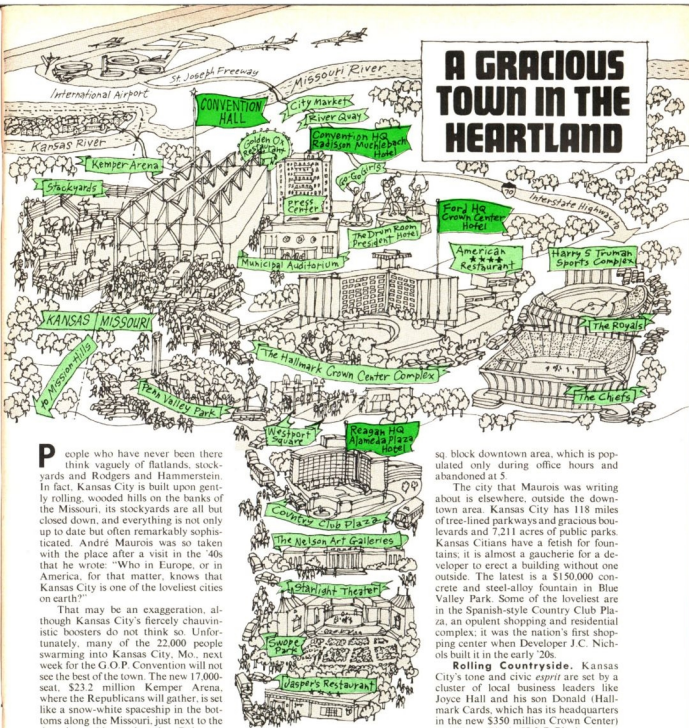 A GRACIOUS
TOWN IN THE
HEARTLAND
International Airport
St Joseph Freeway
Missouri River
Kansas River
CONVENTION
HALL
City Market
River Quay
Golden Ox
Restaurant
Convention HQ
Radisson Muehlebach
Hotel
Kemper Arena
Stockyards
Go-Go Girls
Press
Center
70
Interstate Highway
Ford HQ
Crown Center
Hotel
The Drum Room
President Hotel
Municipal Auditorium
American
Restaurant
Harry S Truman
Sports Complex
KANSAS | MISSOURI
The Royals
To Mission Hills
The Hallmark Crown Center Complex
Penn Valley Park
The Chiefs
Westport
Square
Reagan HQ
Alameda Plaza
Hotel
Country Club Plaza
The Nelson Art Galleries
Starlight Theater
Swope
Park
Jasper's Restaurant
People who have never been there
think vaguely of flatlands, stock-
yards and Rodgers and Hammerstein.
In fact, Kansas City is built upon gent-
ly rolling, wooded hills on the banks of
the Missouri, its stockyards are all but
closed down, and everything is not only
up to date but often remarkably sophis-
ticated. André Maurois was so taken
with the place after a visit in the '40s
that he wrote: "Who in Europe, or in
America, for that matter, knows that
Kansas City is one of the loveliest cities
on earth?"
That may be an exaggeration, al-
though Kansas City's fiercely chauvin-
istic boosters do not think so. Unfor-
tunately, many of the 22,000 people
swarming into Kansas City, Mo., next
week for the G.O.P. Convention will not
see the best of the town. The new 17,000-
seat, $23.2 million Kemper Arena,
where the Republicans will gather, is set
like a snow-white spaceship in the bot-
toms along the Missouri, just next to the
sq. block downtown area, which is pop-
ulated only during office hours and
abandoned at 5.
The city that Maurois was writing
about is elsewhere, outside the down-
town area. Kansas City has 118 miles
of tree-lined parkways and gracious bou-
levards and 7,211 acres of public parks.
Kansas Citians have a fetish for foun-
tains; it is almost a gaucherie for a de-
veloper to erect a building without one
outside. The latest is a $150,000 con-
crete and steel-alloy fountain in Blue
Valley Park. Some of the loveliest are
in the Spanish-style Country Club Pla-
za, an opulent shopping and residential
complex; it was the nation's first shop-
ping center when Developer J.C. Nich-
ols built it in the early '20s.
Rolling Countryside. Kansas
City's tone and civic esprit are set by a
cluster of local business leaders like
Joyce Hall and his son Donald (Hall-
mark Cards, which has its headquarters
in the new $350 million Crown Center)